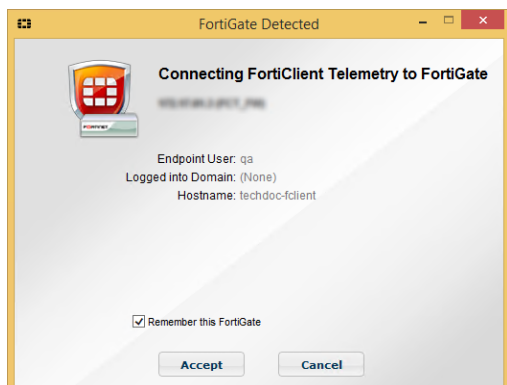 FortiGate Detected
Connecting FortiClient Telemetry to FortiGate
FORTINET
Endpoint User: qa
Logged into Domain: (None)
Hostname: techdoc-fclient
Remember this FortiGate
Accept
Cancel